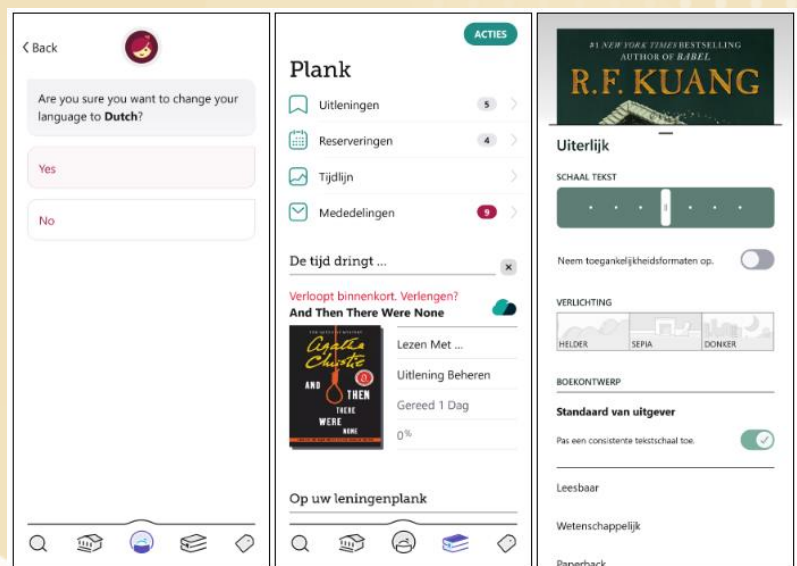 Back
Are you sure you want to change your
language to Dutch?
Yes
No
ACTIES
Plank
Uitleningen 5
Reserveringen 4
Tijdlijn
Mededelingen 9
De tijd dringt ...
Verloopt binnenkort. Verlengen?
And Then There Were None
Agatha
Christie
AND
THEN
THERE
WERE
NONE
Lezen Met ...
Uitlening Beheren
Gereed 1 Dag
0%
Op uw leningenplank
#1 NEW YORK TIMES BESTSELLING
AUTHOR OF BABEL
R.F. KUANG
Uiterlijk
SCHAAL TEKST
Neem toegankelijkheidsformaten op.
VERLICHTING
HELDER SEPIA DONKER
BOEKONTWERP
Standaard van uitgever
Pas een consistente tekstschaal toe.
Leesbaar
Wetenschappelijk
Paperback